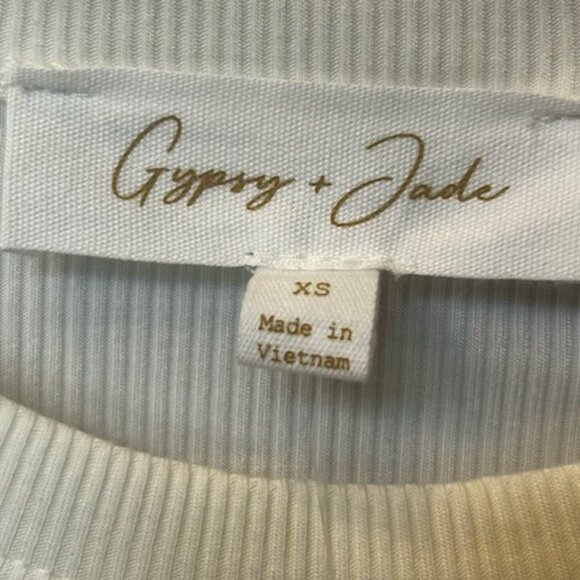 Gypsy + Jade
XS
Made in
Vietnam